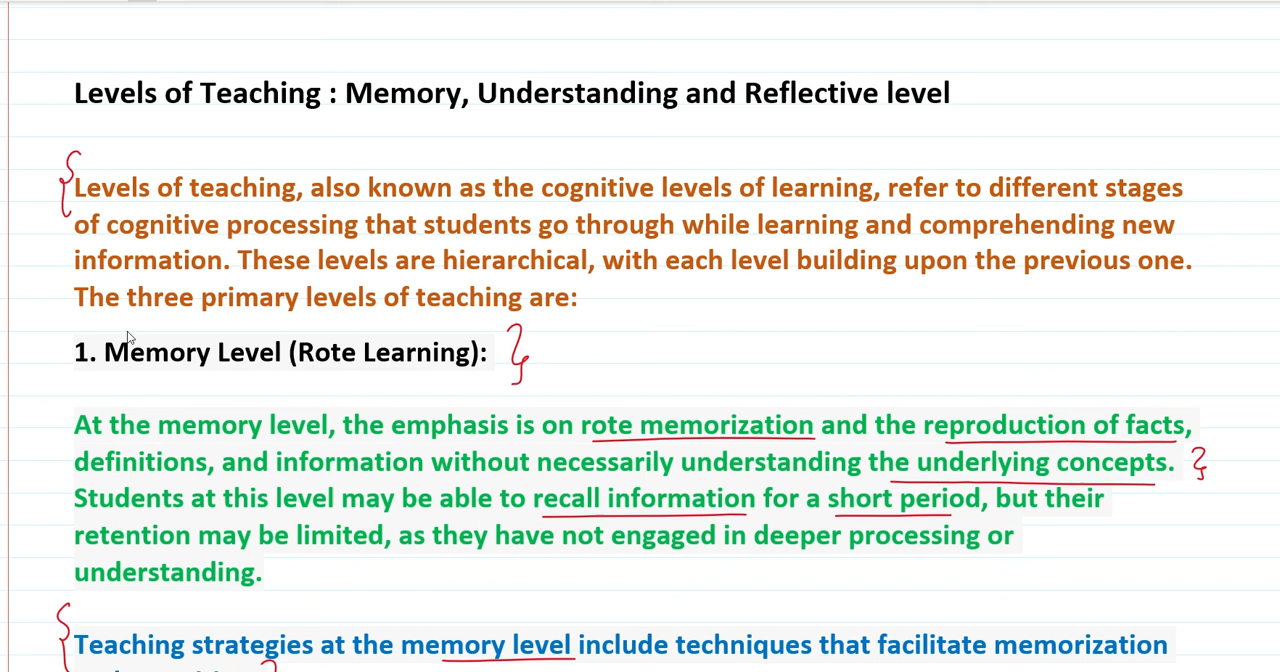 Levels of Teaching : Memory, Understanding and Reflective level
Levels of teaching, also known as the cognitive levels of learning, refer to different stages
of cognitive processing that students go through while learning and comprehending new
information. These levels are hierarchical, with each level building upon the previous one.
The three primary levels of teaching are:
1. Memory Level (Rote Learning):
At the memory level, the emphasis is on rote memorization and the reproduction of facts,
definitions, and information without necessarily understanding the underlying concepts.
Students at this level may be able to recall information for a short period, but their
retention may be limited, as they have not engaged in deeper processing or
understanding.
Teaching strategies at the memory level include techniques that facilitate memorization